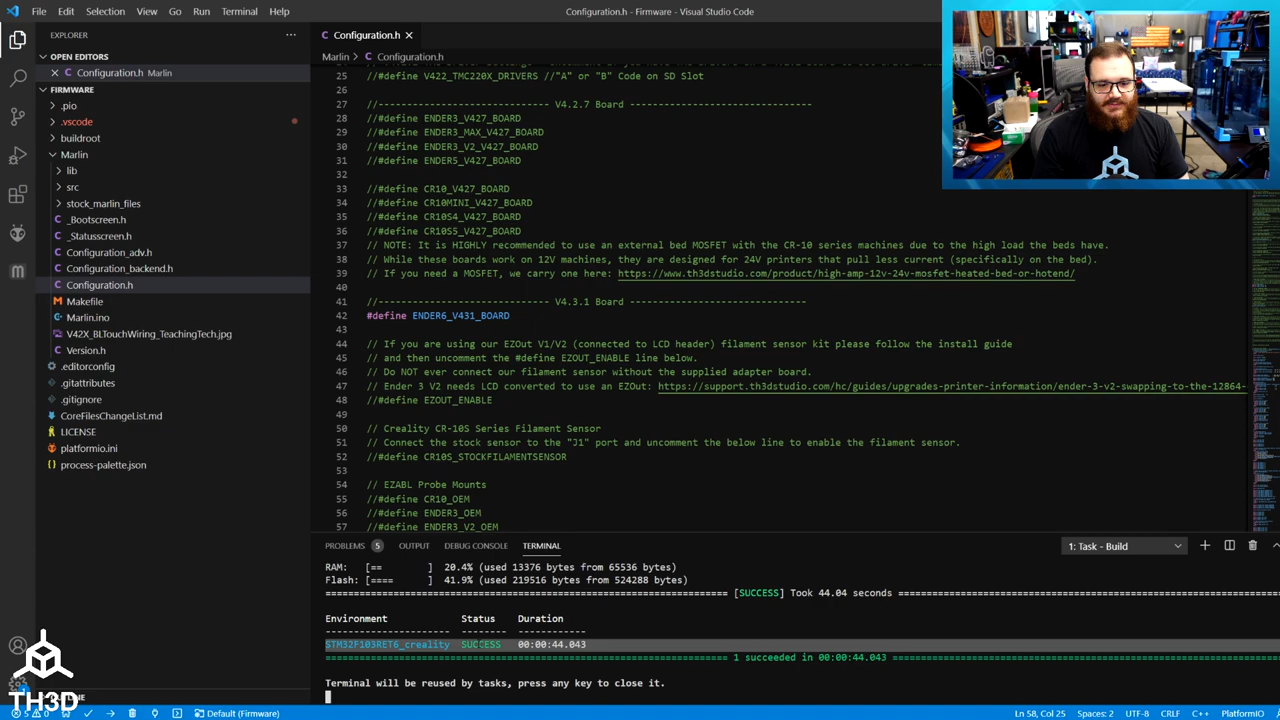 File Edit Selection View Go Run Terminal Help
Configuration.h - Firmware - Visual Studio Code
EXPLORER
OPEN EDITORS
Configuration.h Marlin
FIRMWARE
.pio
.vscode
buildroot
Marlin
lib
src
stock_marlin_files
_Bootscreen.h
_Statusscreen.h
Configuration_adv.h
Configuration_backend.h
Configuration.h
Makefile
Marlin.ino
V42X_BLTouchWiring_TeachingTech.jpg
Version.h
.editorconfig
.gitattributes
.gitignore
CoreFilesChangeList.md
LICENSE
platformio.ini
process-palette.json
Configuration.h
Marlin > Configuration.h
25 //#define V422_TMC220X_DRIVERS //"A" or "B" Code on SD Slot
26
27 //---------------------------- V4.2.7 Board ------------------------------
28 //#define ENDER3_V427_BOARD
29 //#define ENDER3_MAX_V427_BOARD
30 //#define ENDER3_V2_V427_BOARD
31 //#define ENDER5_V427_BOARD
32
33 //#define CR10_V427_BOARD
34 //#define CR10MINI_V427_BOARD
35 //#define CR10S4_V427_BOARD
36 //#define CR10S5_V427_BOARD
37 // NOTE: It is HIGHLY recommended to use an external bed MOSFET with the CR-10 series machines due to the high load the beds have.
38 // While these boards work on 12V machines, they are designed for 24V printers that pull less current (specifically on the bed).
39 // If you need a MOSFET, we carry one here: https://www.th3dstudio.com/product/high-amp-12v-24v-mosfet-heated-bed-or-hotend/
40
41 //---------------------------- V4.3.1 Board -----------------------------
42 #define ENDER6_V431_BOARD
43
44 // If you are using our EZOut V1/V2 (connected to LCD header) filament sensor kit please follow the install guide
45 // and then uncomment the #define EZOUT_ENABLE line below.
46 // Do NOT ever connect our filament sensor without the supplied adapter board.
47 // Ender 3 V2 needs LCD converted to use an EZOut: https://support.th3dstudio.com/hc/guides/upgrades-printer-information/ender-3-v2-swapping-to-the-12864-
48 //#define EZOUT_ENABLE
49
50 // Creality CR-10S Series Filament Sensor
51 // Connect the stock sensor to the "J1" port and uncomment the below line to enable the filament sensor.
52 //#define CR10S_STOCKFILAMENTSENSOR
53
54 // EZABL Probe Mounts
55 //#define CR10_OEM
56 //#define ENDER3_OEM
57 //#define ENDER3_V2_OEM
PROBLEMS 5 OUTPUT DEBUG CONSOLE TERMINAL
1: Task - Build
RAM: [== ] 20.4% (used 13376 bytes from 65536 bytes)
Flash: [==== ] 41.9% (used 219516 bytes from 524288 bytes)
[SUCCESS] Took 44.04 seconds
Environment Status Duration
STM32F103RET6_creality SUCCESS 00:00:44.043
1 succeeded in 00:00:44.043
Terminal will be reused by tasks, press any key to close it.
TH3D
5 0 Default (Firmware)
Ln 58, Col 25 Spaces: 2 UTF-8 CRLF C++ PlatformIO